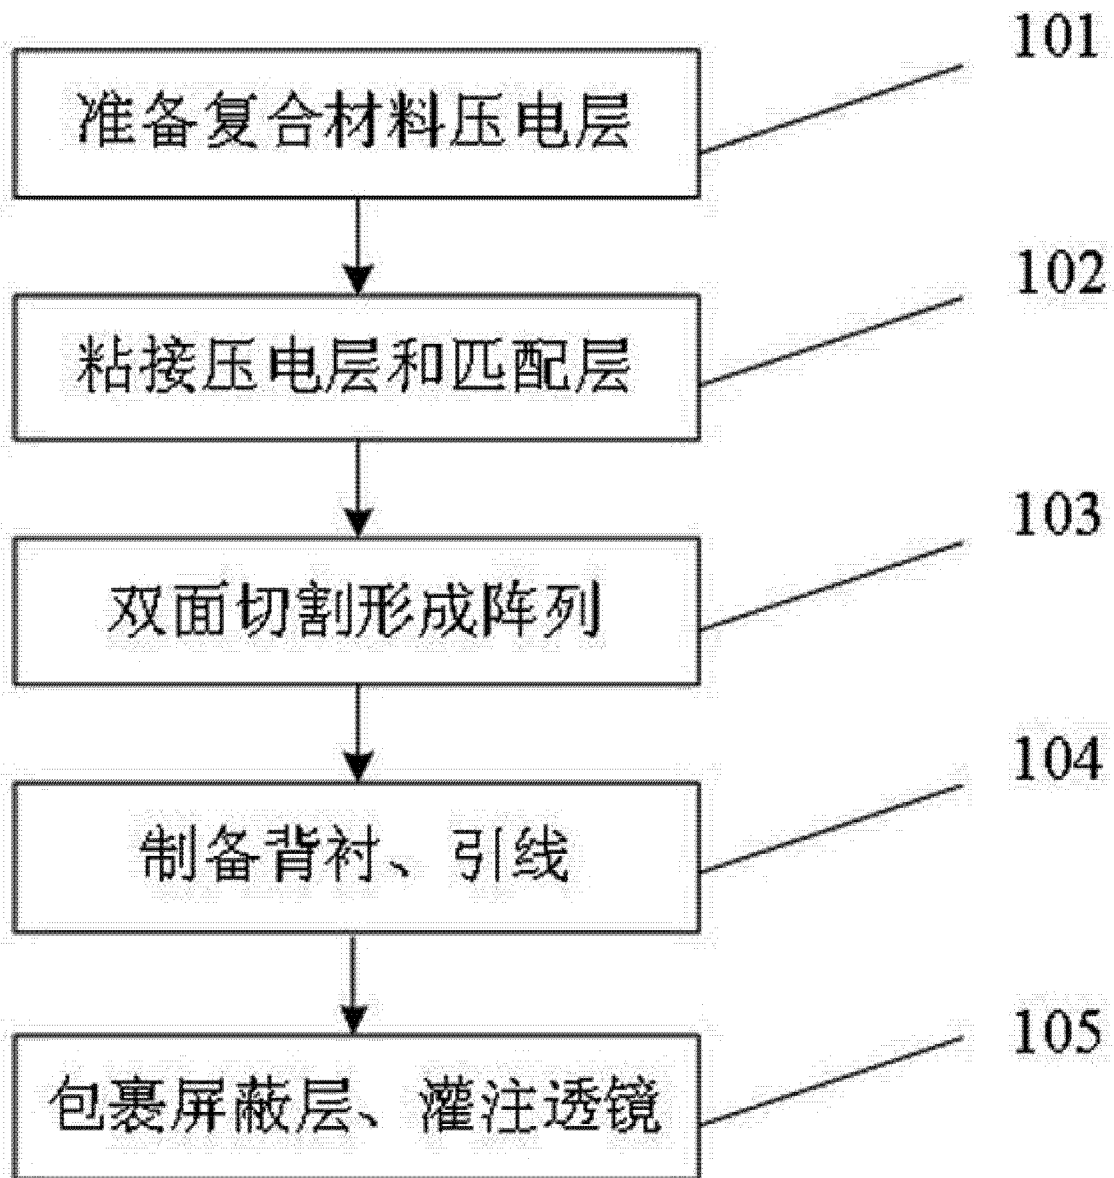 101
准备复合材料压电层
102
粘接压电层和匹配层
103
双面切割形成阵列
104
制备背衬、引线
105
包裹屏蔽层、灌注透镜